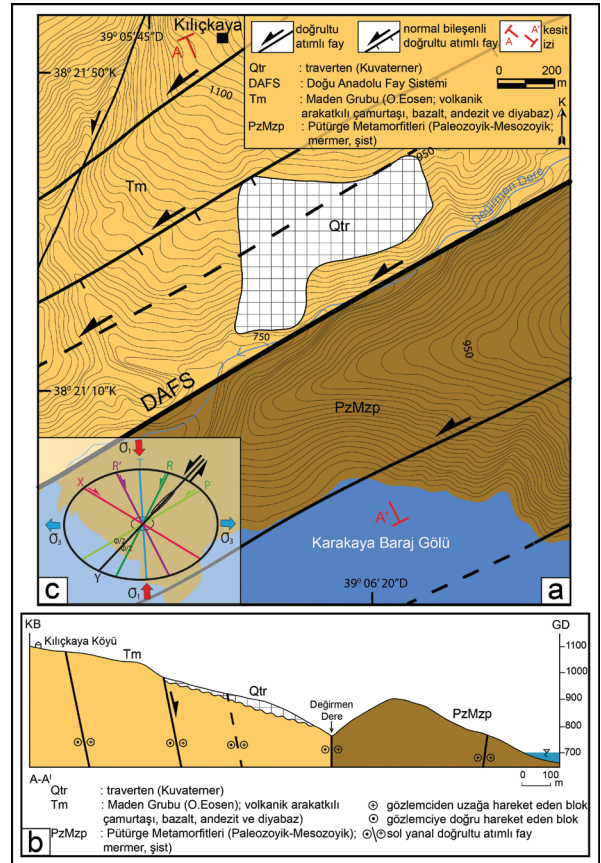 Kılıçkaya
39⁰ 05' 45"D
A
38⁰ 21' 50"K
1100
doğrultu atımlı fay
normal bileşenli doğrultu atımlı fay
A A' kesit izi
Qtr : traverten (Kuvaterner)
DAFS : Doğu Anadolu Fay Sistemi
Tm : Maden Grubu (O.Eosen; volkanik
arakatkılı çamurtaşı, bazalt, andezit ve diyabaz)
PzMzp : Pütürge Metamorfitleri (Paleozoyik-Mesozoyik;
mermer, şist)
0 200
m
K
950
Tm
Qtr
Değirmen Dere
750
950
38⁰ 21' 10"K
DAFS
PzMzp
A'
Karakaya Baraj Gölü
39⁰ 06' 20"D
a
σ₁
T
R'
R
X
P
σ₃
σ₃
Φ/2
Φ/2
Y
σ₁
c
KB
GD
Kılıçkaya Köyü
Tm
Qtr
Değirmen
Dere
PzMzp
1100
1000
900
800
700
0 100
m
A-A'
Qtr : traverten (Kuvaterner)
Tm : Maden Grubu (O.Eosen; volkanik arakatkılı
çamurtaşı, bazalt, andezit ve diyabaz)
PzMzp : Pütürge Metamorfitleri (Paleozoyik-Mesozoyik;
mermer, şist)
gözlemciden uzağa hareket eden blok
gözlemciye doğru hareket eden blok
sol yanal doğrultu atımlı fay
b